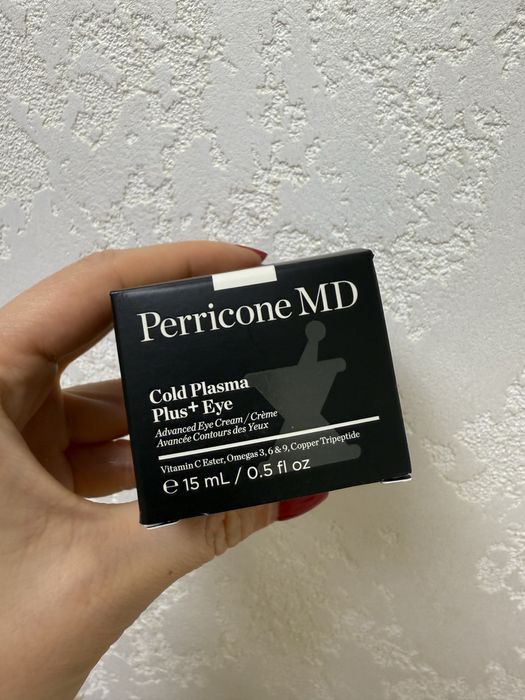 Perricone MD
Cold Plasma
Plus+ Eye
Advanced Eye Cream / Crème
Avancée Contours des Yeux
Vitamin C Ester, Omegas 3, 6 & 9, Copper Tripeptide
℮ 15 mL / 0.5 fl oz